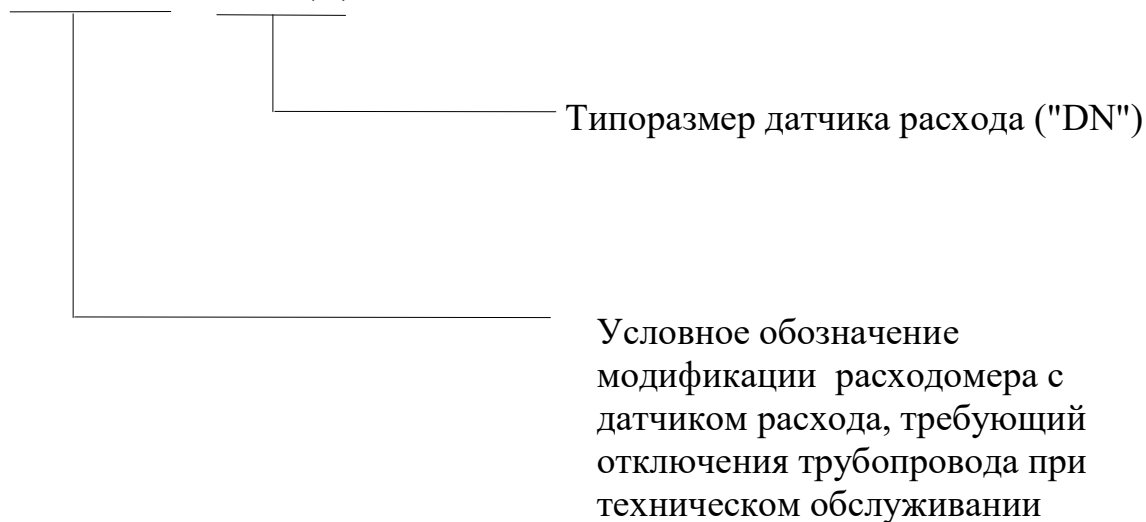 Типоразмер датчика расхода ("DN")
Условное обозначение
модификации расходомера с
датчиком расхода, требующий
отключения трубопровода при
техническом обслуживании